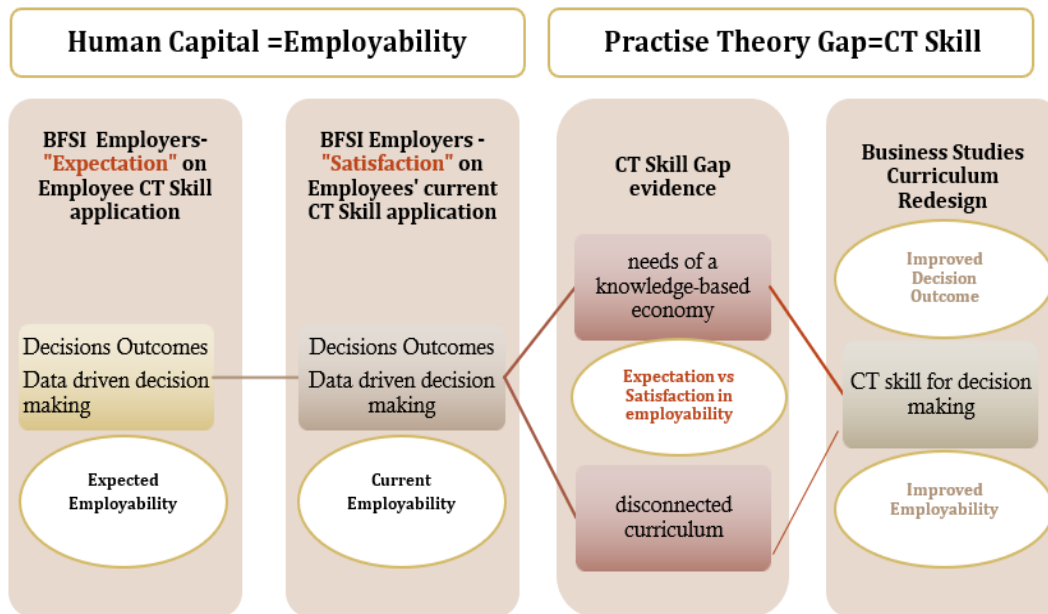 Human Capital =Employability
Practise Theory Gap=CT Skill
BFSI Employers-
"Expectation" on
Employee CT Skill
application
Decisions Outcomes
Data driven decision
making
Expected
Employability
BFSI Employers -
"Satisfaction" on
Employees' current
CT Skill application
Decisions Outcomes
Data driven decision
making
Current
Employability
CT Skill Gap
evidence
needs of a
knowledge-based
economy
Expectation vs
Satisfaction in
employability
disconnected
curriculum
Business Studies
Curriculum
Redesign
Improved
Decision
Outcome
CT skill for decision
making
Improved
Employability